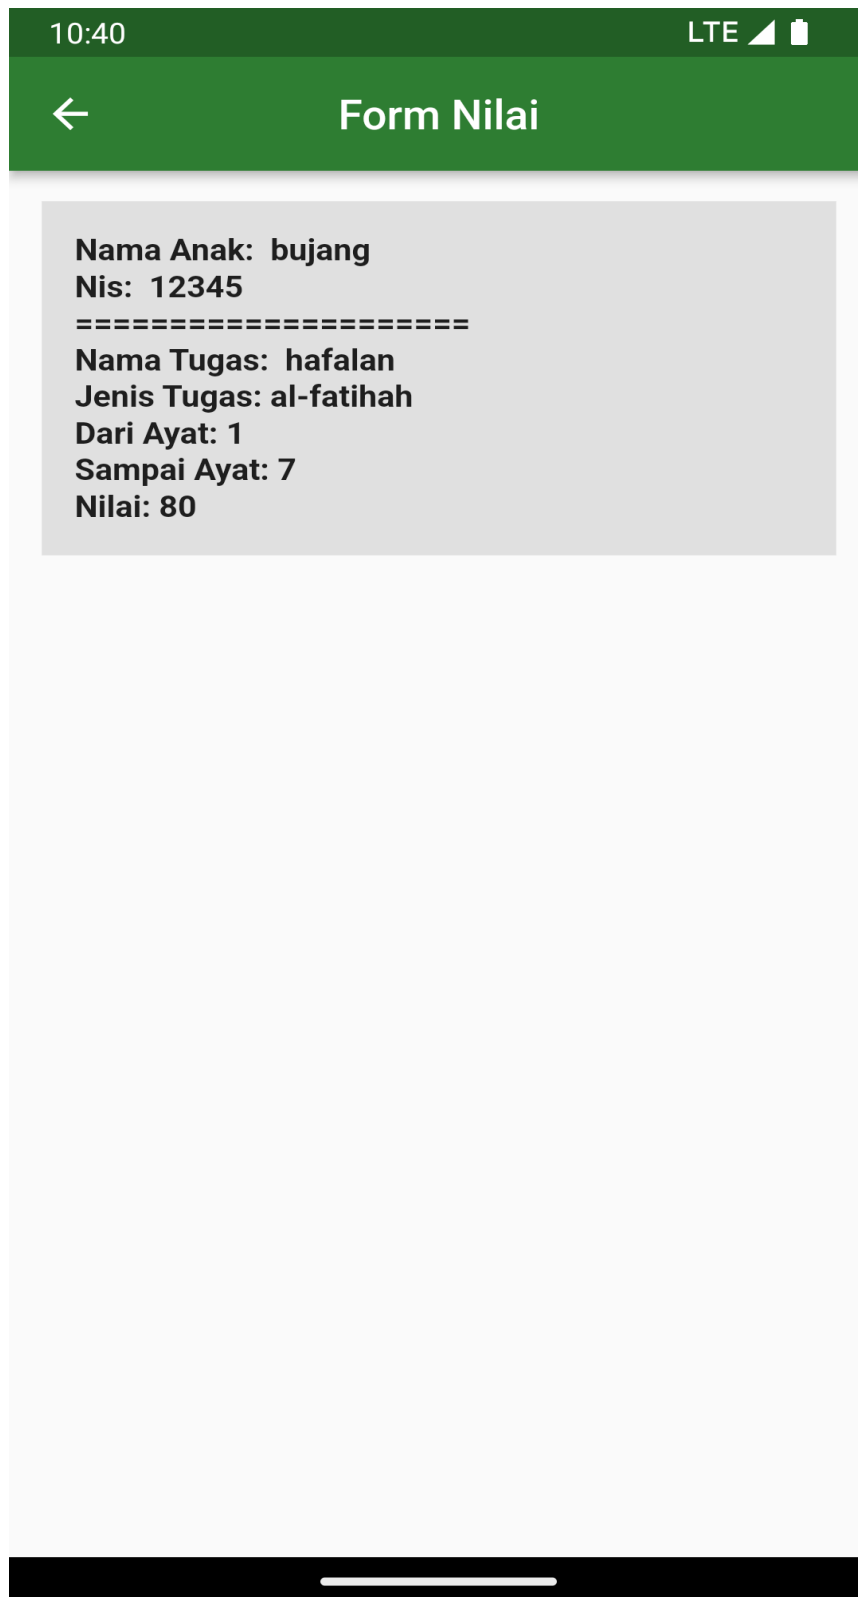 10:40 LTE
Form Nilai
Nama Anak:  bujang
Nis:  12345
=====================
Nama Tugas:  hafalan
Jenis Tugas: al-fatihah
Dari Ayat: 1
Sampai Ayat: 7
Nilai: 80